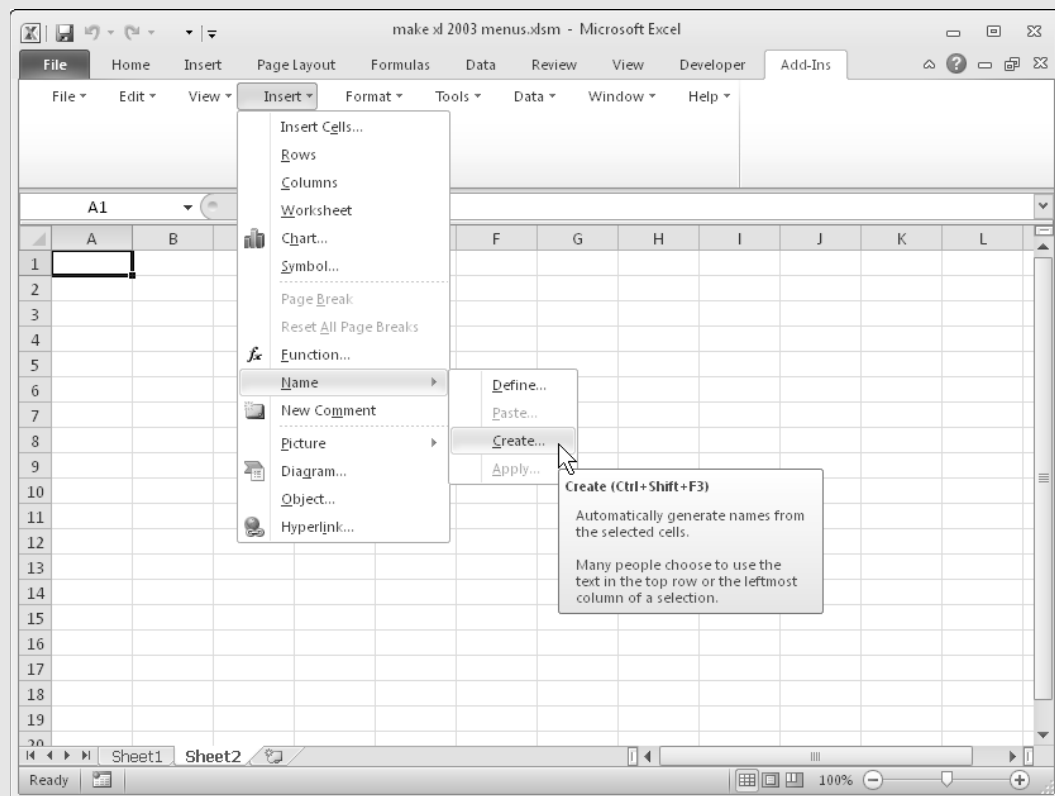 make xl 2003 menus.xlsm - Microsoft Excel
File Home Insert Page Layout Formulas Data Review View Developer Add-Ins
File Edit View Insert Format Tools Data Window Help
Insert Cells...
Rows
Columns
Worksheet
Chart...
Symbol...
Page Break
Reset All Page Breaks
Function...
Name
New Comment
Picture
Diagram...
Object...
Hyperlink...
Define...
Paste...
Create...
Apply...
Create (Ctrl+Shift+F3)
Automatically generate names from
the selected cells.
Many people choose to use the
text in the top row or the leftmost
column of a selection.
A1
A B F G H I J K L
1
2
3
4
5
6
7
8
9
10
11
12
13
14
15
16
17
18
19
20
Sheet1 Sheet2
Ready 100%